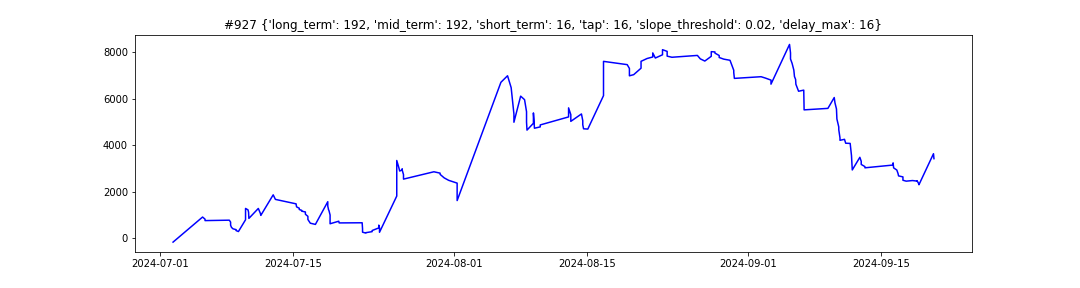 #927 {'long_term': 192, 'mid_term': 192, 'short_term': 16, 'tap': 16, 'slope_threshold': 0.02, 'delay_max': 16}
8000
6000
4000
2000
0
2024-07-01 2024-07-15 2024-08-01 2024-08-15 2024-09-01 2024-09-15